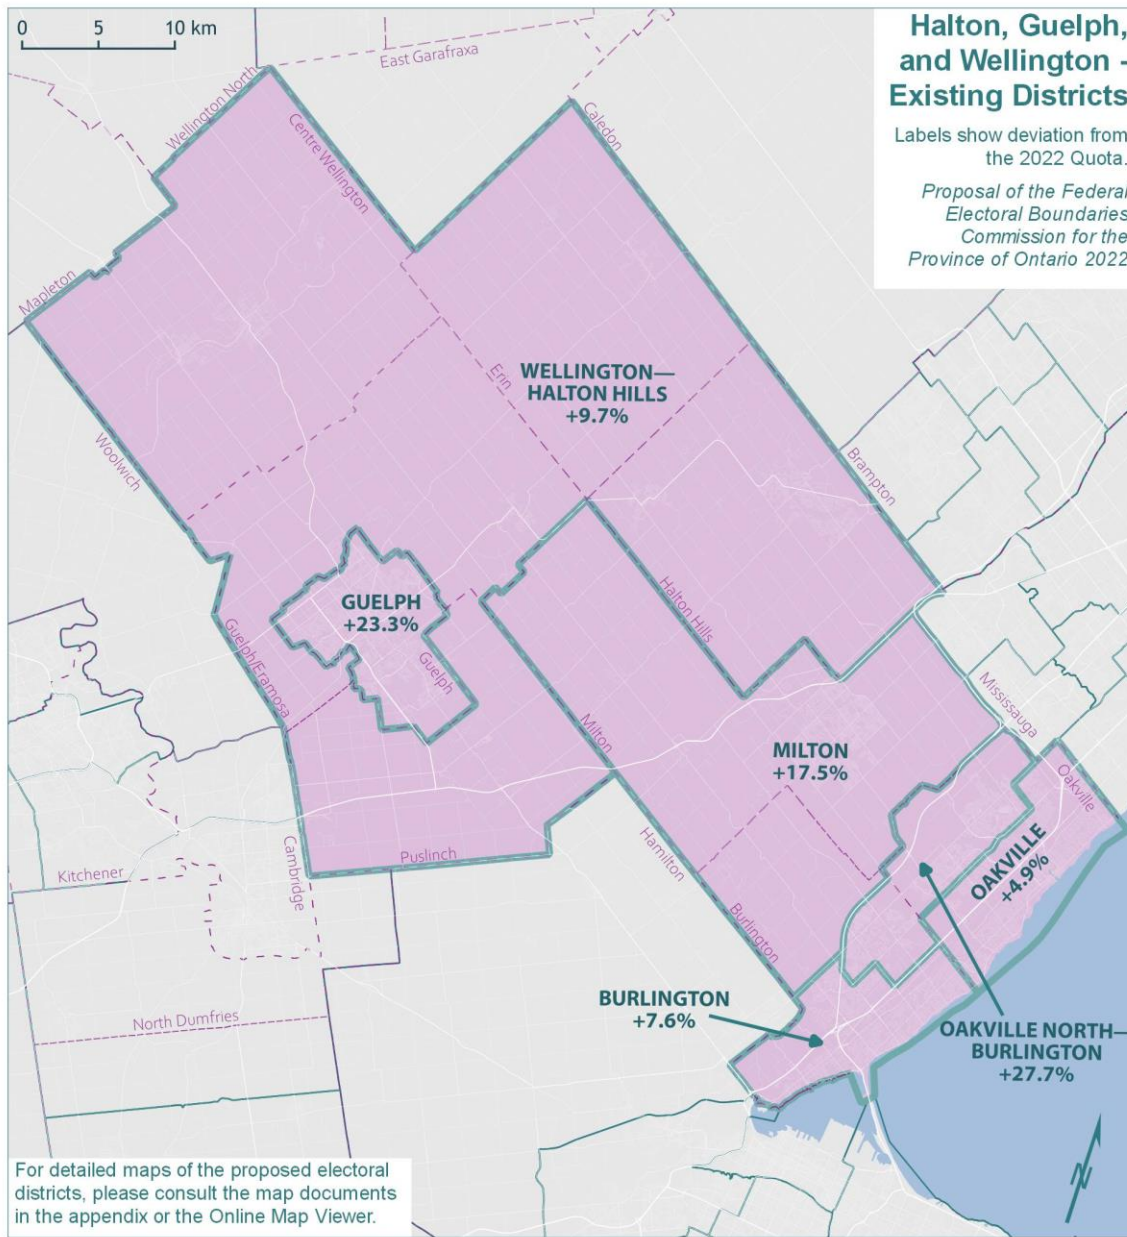 0 5 10 km
Halton, Guelph,
and Wellington -
Existing Districts
Labels show deviation from
the 2022 Quota.
Proposal of the Federal
Electoral Boundaries
Commission for the
Province of Ontario 2022
East Garafraxa
Wellington North
Centre Wellington
Caledon
Mapleton
Erin
WELLINGTON—
HALTON HILLS
+9.7%
Woolwich
Brampton
GUELPH
+23.3%
Halton Hills
Guelph/Eramosa
Guelph
Milton
Mississauga
MILTON
+17.5%
Oakville
OAKVILLE
+4.9%
Puslinch
Hamilton
Kitchener
Cambridge
Burlington
BURLINGTON
+7.6%
North Dumfries
OAKVILLE NORTH—
BURLINGTON
+27.7%
N
For detailed maps of the proposed electoral
districts, please consult the map documents
in the appendix or the Online Map Viewer.